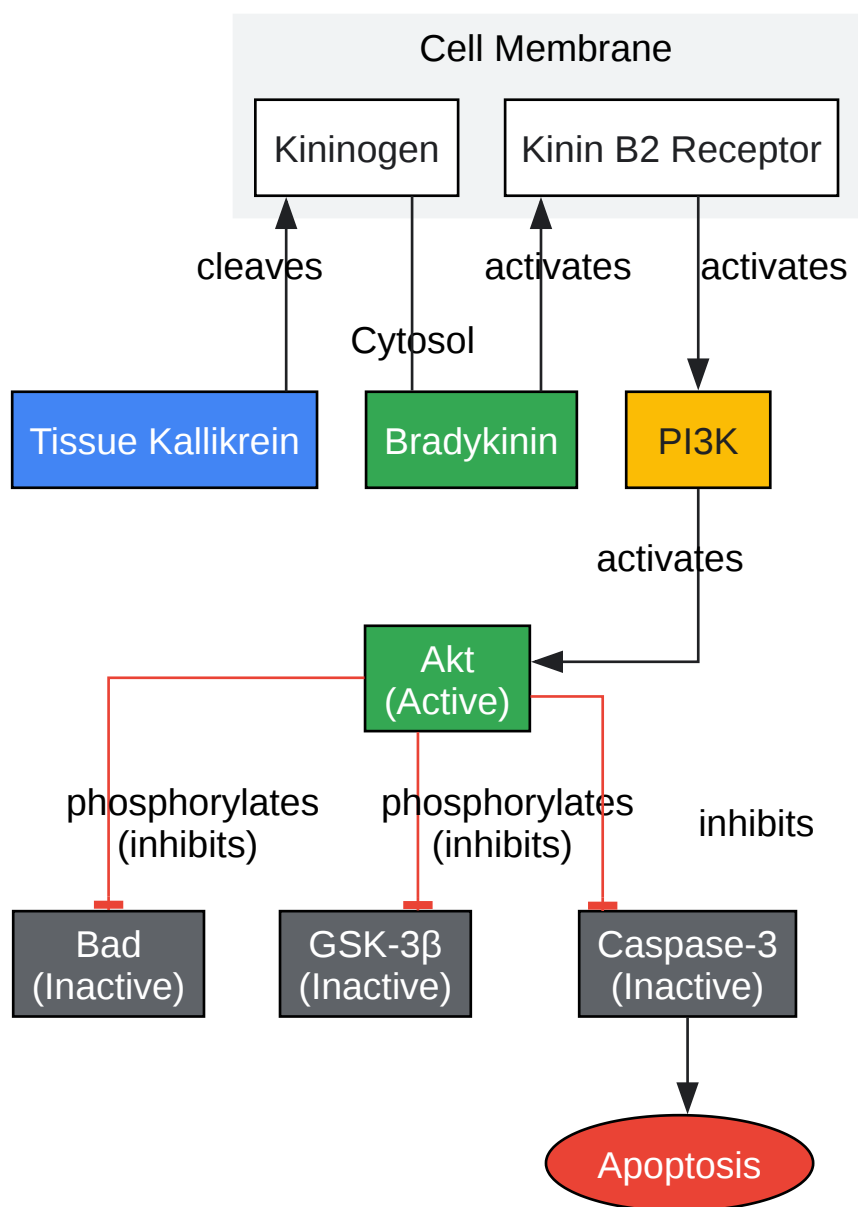 Cell Membrane
Kininogen
Kinin B2 Receptor
cleaves
activates
activates
Cytosol
Tissue Kallikrein
Bradykinin
PI3K
activates
Akt
(Active)
phosphorylates
(inhibits)
phosphorylates
(inhibits)
inhibits
Bad
(Inactive)
GSK-3β
(Inactive)
Caspase-3
(Inactive)
Apoptosis